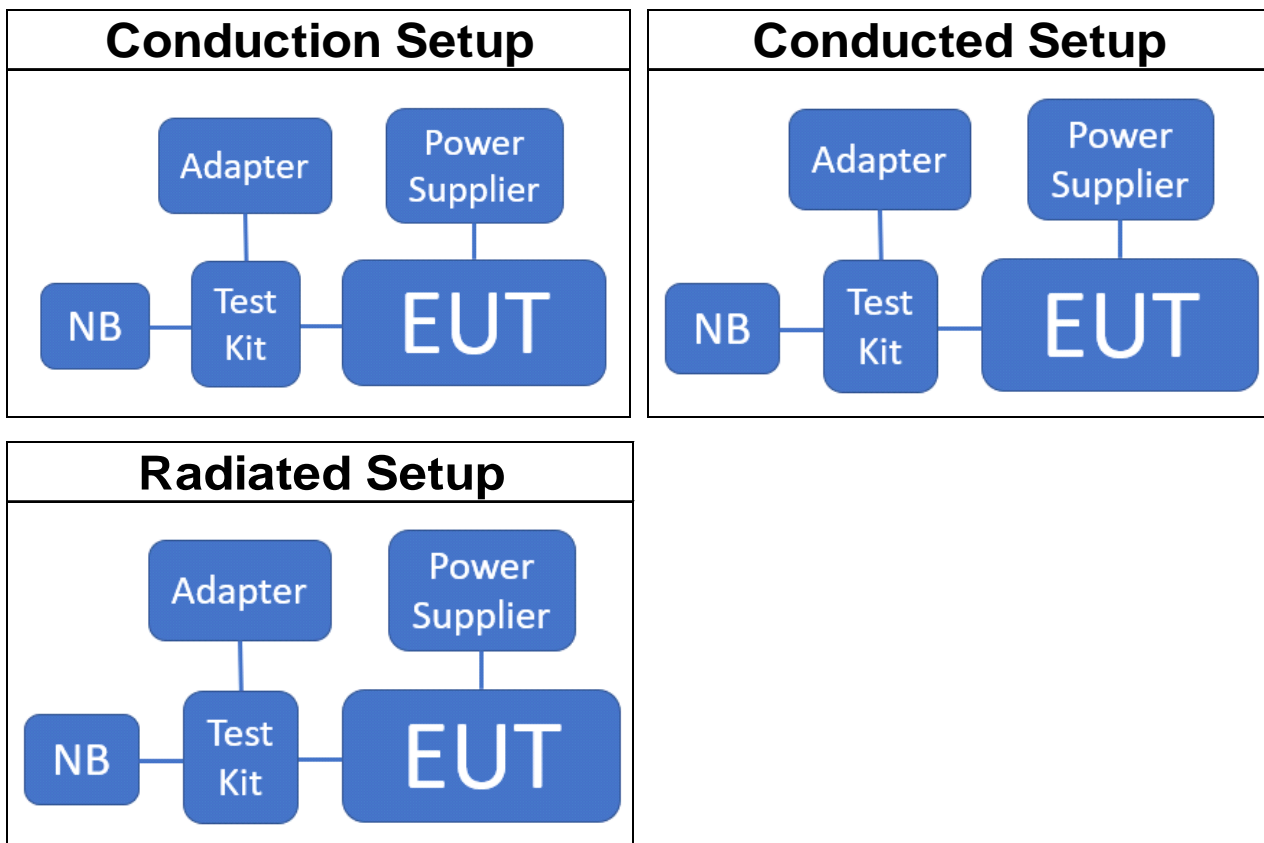 Conduction Setup
Adapter
Power
Supplier
NB
Test
Kit
EUT
Conducted Setup
Adapter
Power
Supplier
NB
Test
Kit
EUT
Radiated Setup
Adapter
Power
Supplier
NB
Test
Kit
EUT